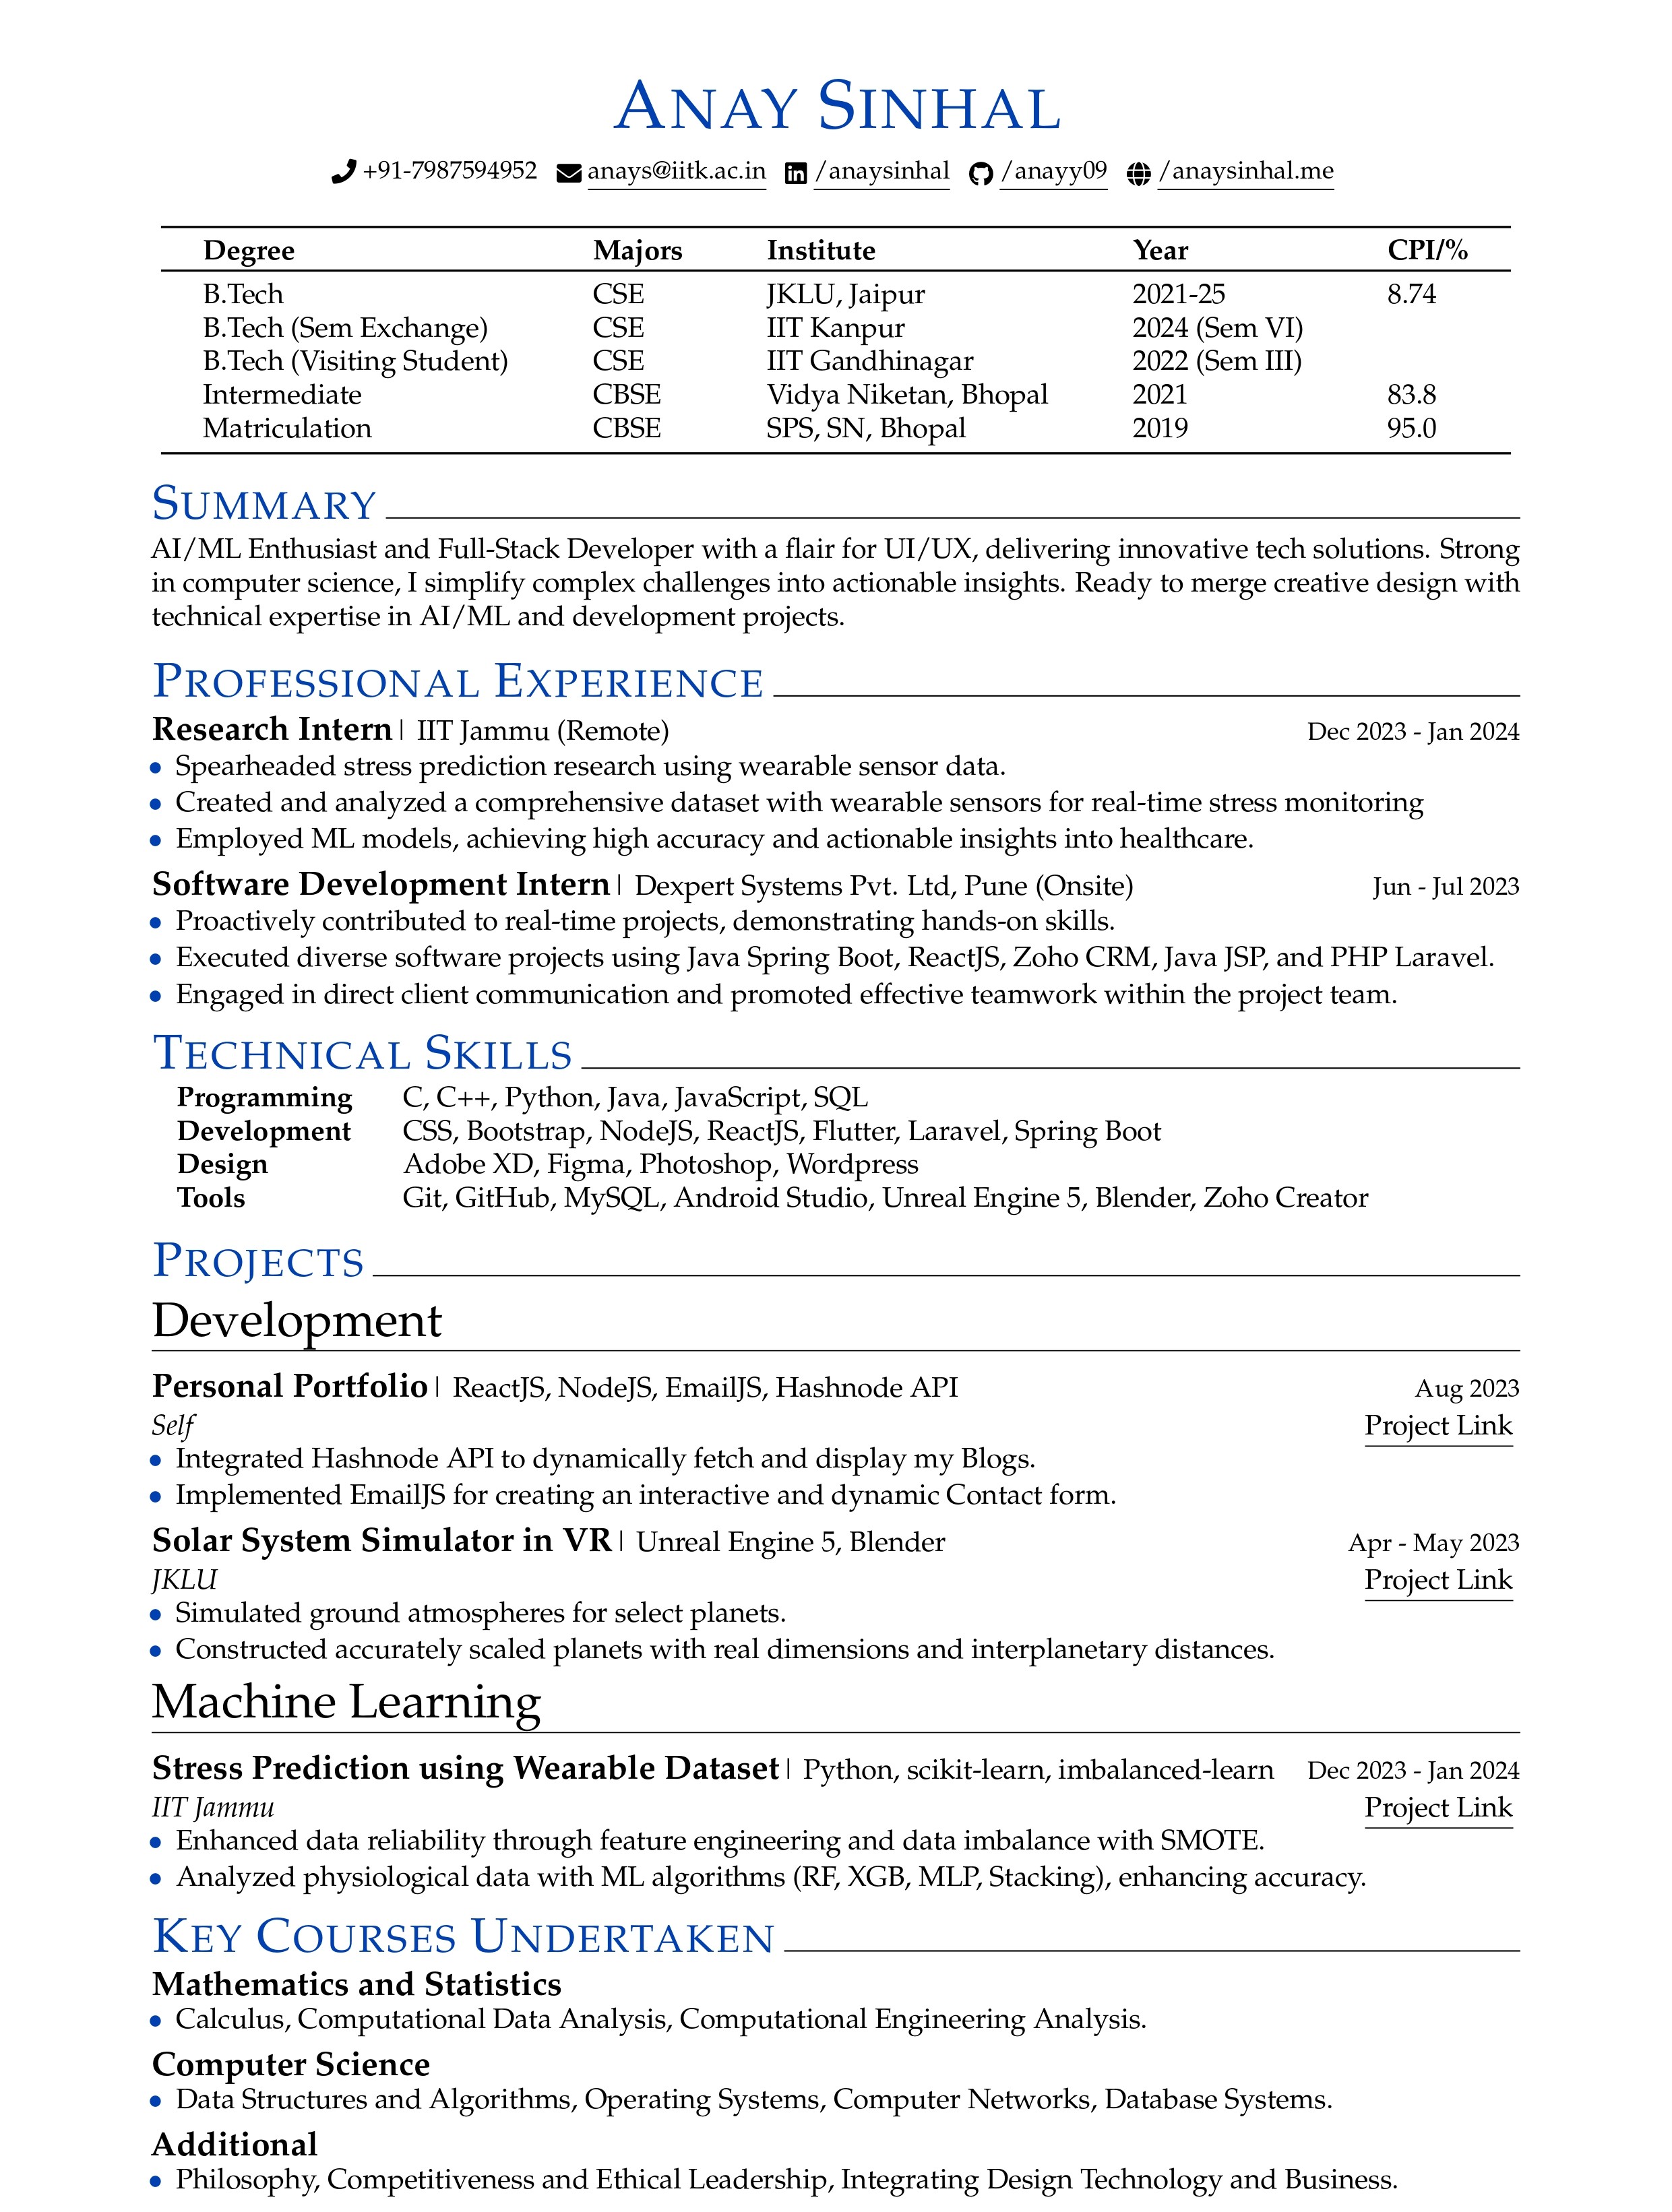 Anay Sinhal
+91-7987594952 anays@iitk.ac.in /anaysinhal /anayy09 /anaysinhal.me
Degree Majors Institute Year CPI/%
B.Tech CSE JKLU, Jaipur 2021-25 8.74
B.Tech (Sem Exchange) CSE IIT Kanpur 2024 (Sem VI)
B.Tech (Visiting Student) CSE IIT Gandhinagar 2022 (Sem III)
Intermediate CBSE Vidya Niketan, Bhopal 2021 83.8
Matriculation CBSE SPS, SN, Bhopal 2019 95.0
Summary
AI/ML Enthusiast and Full-Stack Developer with a flair for UI/UX, delivering innovative tech solutions. Strong
in computer science, I simplify complex challenges into actionable insights. Ready to merge creative design with
technical expertise in AI/ML and development projects.
Professional Experience
Research Intern | IIT Jammu (Remote) Dec 2023 - Jan 2024
• Spearheaded stress prediction research using wearable sensor data.
• Created and analyzed a comprehensive dataset with wearable sensors for real-time stress monitoring
• Employed ML models, achieving high accuracy and actionable insights into healthcare.
Software Development Intern | Dexpert Systems Pvt. Ltd, Pune (Onsite) Jun - Jul 2023
• Proactively contributed to real-time projects, demonstrating hands-on skills.
• Executed diverse software projects using Java Spring Boot, ReactJS, Zoho CRM, Java JSP, and PHP Laravel.
• Engaged in direct client communication and promoted effective teamwork within the project team.
Technical Skills
Programming C, C++, Python, Java, JavaScript, SQL
Development CSS, Bootstrap, NodeJS, ReactJS, Flutter, Laravel, Spring Boot
Design Adobe XD, Figma, Photoshop, Wordpress
Tools Git, GitHub, MySQL, Android Studio, Unreal Engine 5, Blender, Zoho Creator
Projects
Development
Personal Portfolio | ReactJS, NodeJS, EmailJS, Hashnode API Aug 2023
Self Project Link
• Integrated Hashnode API to dynamically fetch and display my Blogs.
• Implemented EmailJS for creating an interactive and dynamic Contact form.
Solar System Simulator in VR | Unreal Engine 5, Blender Apr - May 2023
JKLU Project Link
• Simulated ground atmospheres for select planets.
• Constructed accurately scaled planets with real dimensions and interplanetary distances.
Machine Learning
Stress Prediction using Wearable Dataset | Python, scikit-learn, imbalanced-learn Dec 2023 - Jan 2024
IIT Jammu Project Link
• Enhanced data reliability through feature engineering and data imbalance with SMOTE.
• Analyzed physiological data with ML algorithms (RF, XGB, MLP, Stacking), enhancing accuracy.
Key Courses Undertaken
Mathematics and Statistics
• Calculus, Computational Data Analysis, Computational Engineering Analysis.
Computer Science
• Data Structures and Algorithms, Operating Systems, Computer Networks, Database Systems.
Additional
• Philosophy, Competitiveness and Ethical Leadership, Integrating Design Technology and Business.